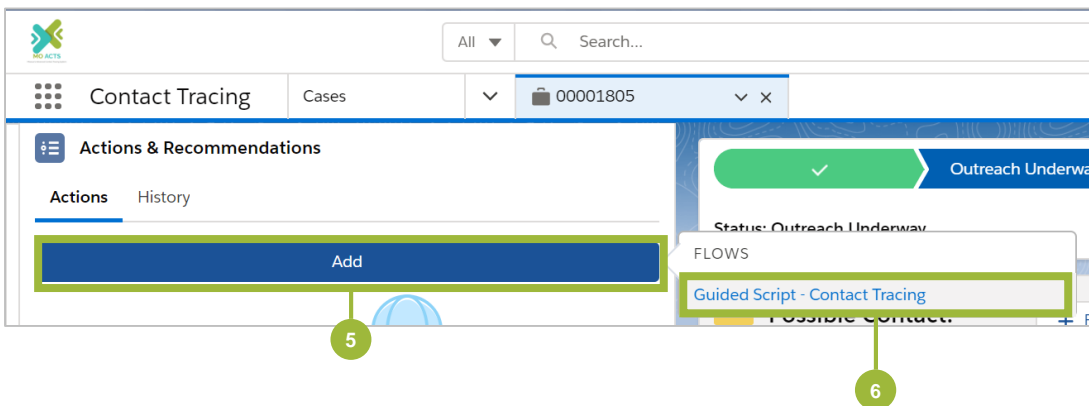 MO ACTS
All
Search...
Contact Tracing
Cases
00001805
Actions & Recommendations
Actions
History
Outreach Underwa
Status: Outreach Underway
Add
FLOWS
Guided Script - Contact Tracing
Possible Contact:
5
6